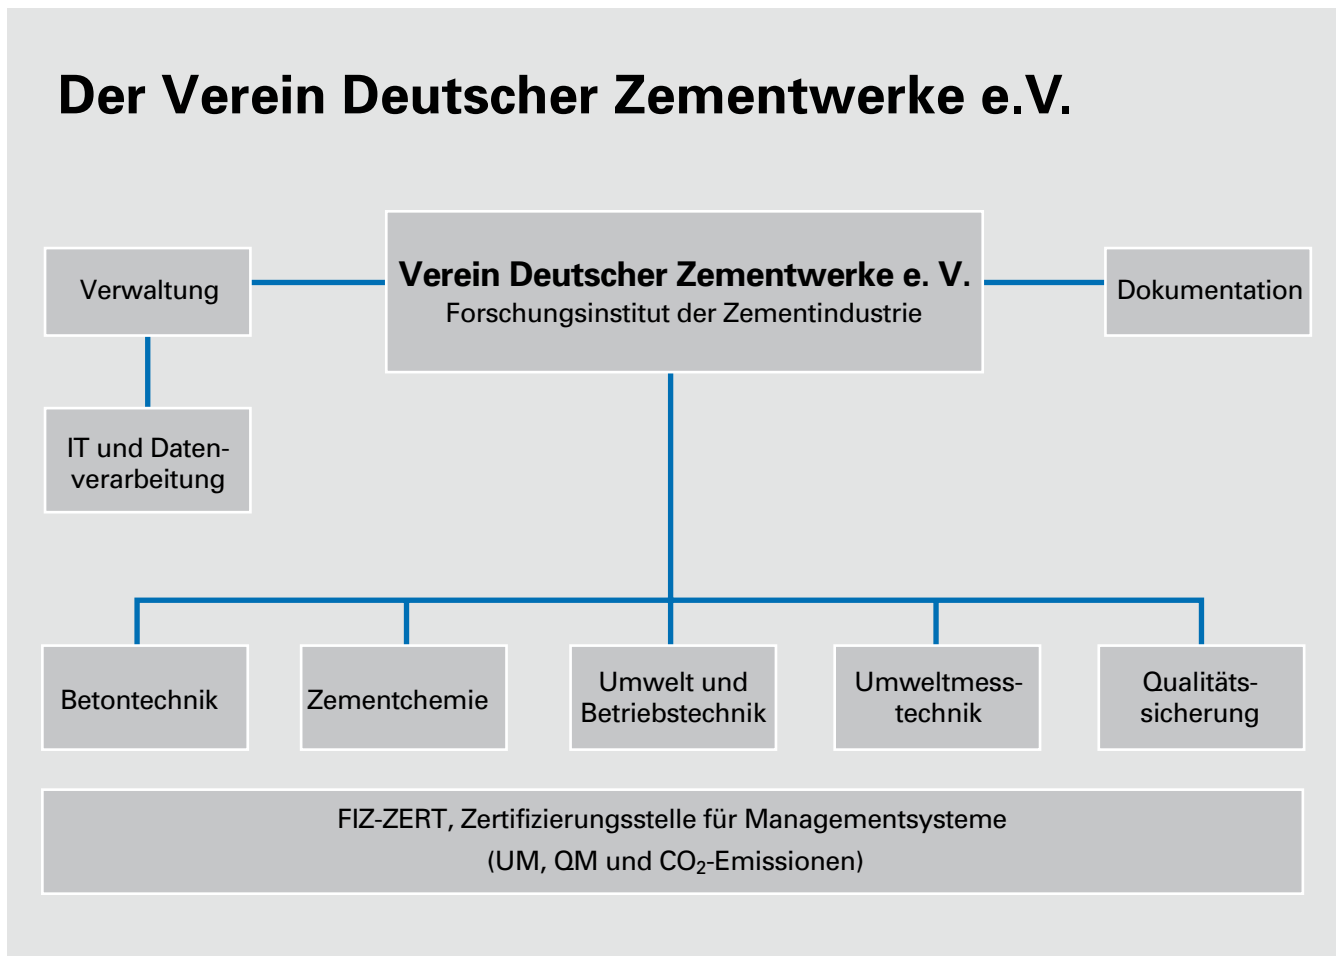 Der Verein Deutscher Zementwerke e.V.
Verwaltung
Verein Deutscher Zementwerke e. V.
Forschungsinstitut der Zementindustrie
Dokumentation
IT und Daten-
verarbeitung
Betontechnik
Zementchemie
Umwelt und
Betriebstechnik
Umweltmess-
technik
Qualitäts-
sicherung
FIZ-ZERT, Zertifizierungsstelle für Managementsysteme
(UM, QM und CO₂-Emissionen)